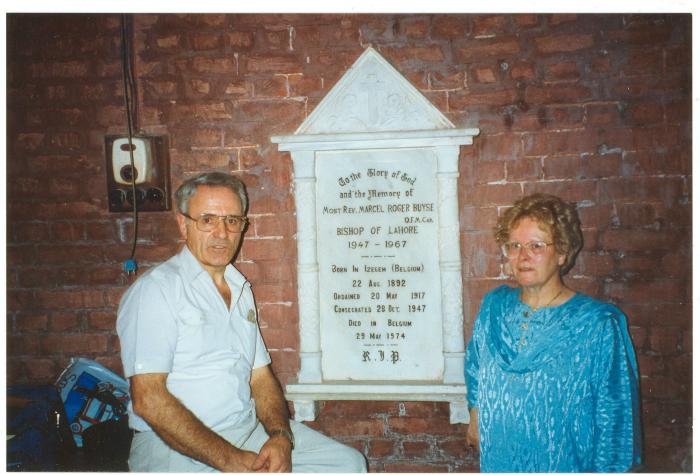 To the Glory of God
and the Memory of
MOST REV. MARCEL ROGER BUYSE
O.F.M.Cap.
BISHOP OF LAHORE
1947 - 1967
BORN IN IZEGEM (BELGIUM)
22 AUG. 1892
ORDAINED 20 MAY 1917
CONSECRATED 28 OCT. 1947
DIED IN BELGIUM
29 MAY 1974
R.I.P